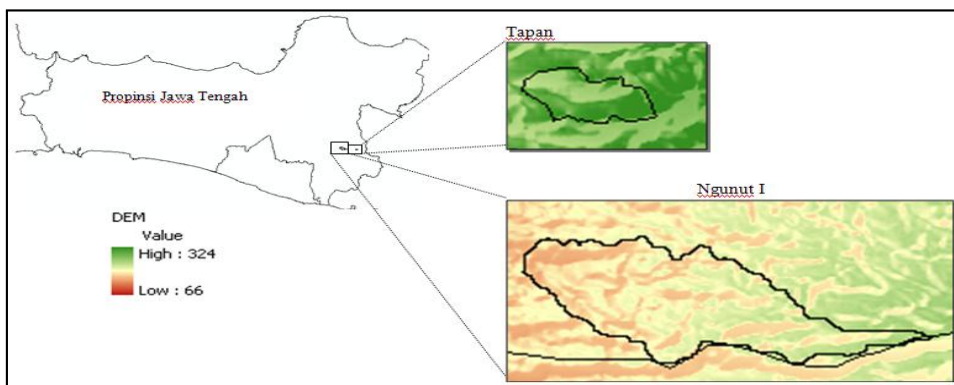 Tapan
Propinsi Jawa Tengah
Ngunut I
DEM
Value
High : 324
Low : 66